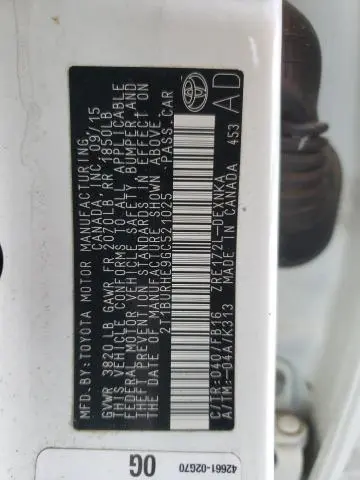 MFD.BY:TOYOTA MOTOR MANUFACTURING
CANADA INC. 09/15
GVWR 3820LB GAWR FR 2070LB RR 1850LB
THIS VEHICLE CONFORMS TO ALL APPLICABLE
FEDERAL MOTOR VEHICLE SAFETY, BUMPER AND
THEFT PREVENTION STANDARDS IN EFFECT ON
THE DATE OF MANUFACTURE SHOWN ABOVE.
2T1BURHE9GC521025 PASS.CAR
C/TR:040/FB16 ZRE172L-DEXNKA
A/TM:-04A/K313 MADE IN CANADA 453
AD
42661-02G70
0G